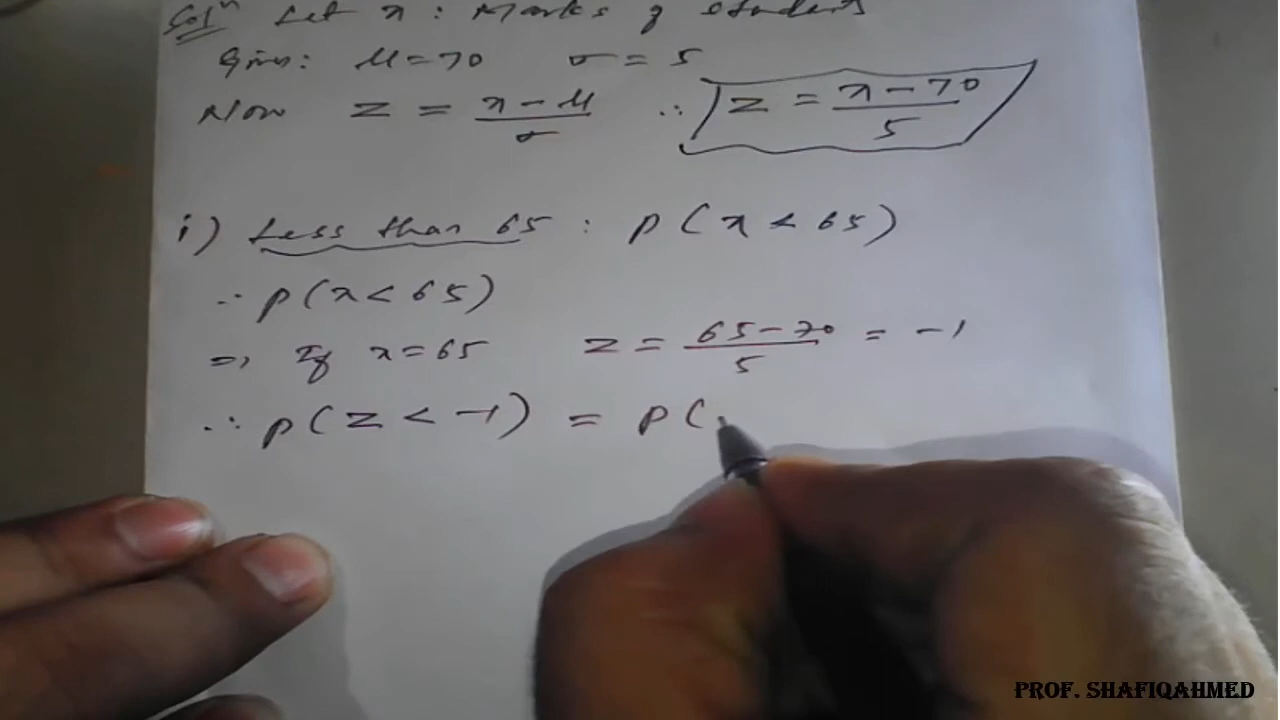 Solⁿ Let x : Marks of students
Given: μ = 70 σ = 5
Now z = x - μ / σ ∴ z = x - 70 / 5
i) Less than 65 : P( x < 65 )
∴ P( x < 65 )
⇒ If x = 65 z = 65 - 70 / 5 = -1
∴ P( z < -1 ) = P(
PROF. SHAFIQAHMED